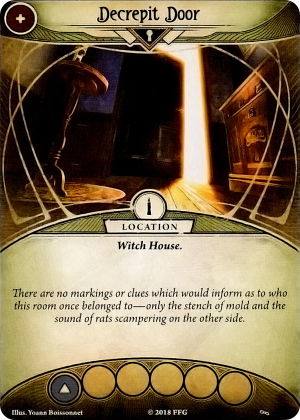 Decrepit Door
LOCATION
Witch House.
There are no markings or clues which would inform as to who
this room once belonged to—only the stench of mold and the
sound of rats scampering on the other side.
Illus. Yoann Boissonnet
© 2018 FFG